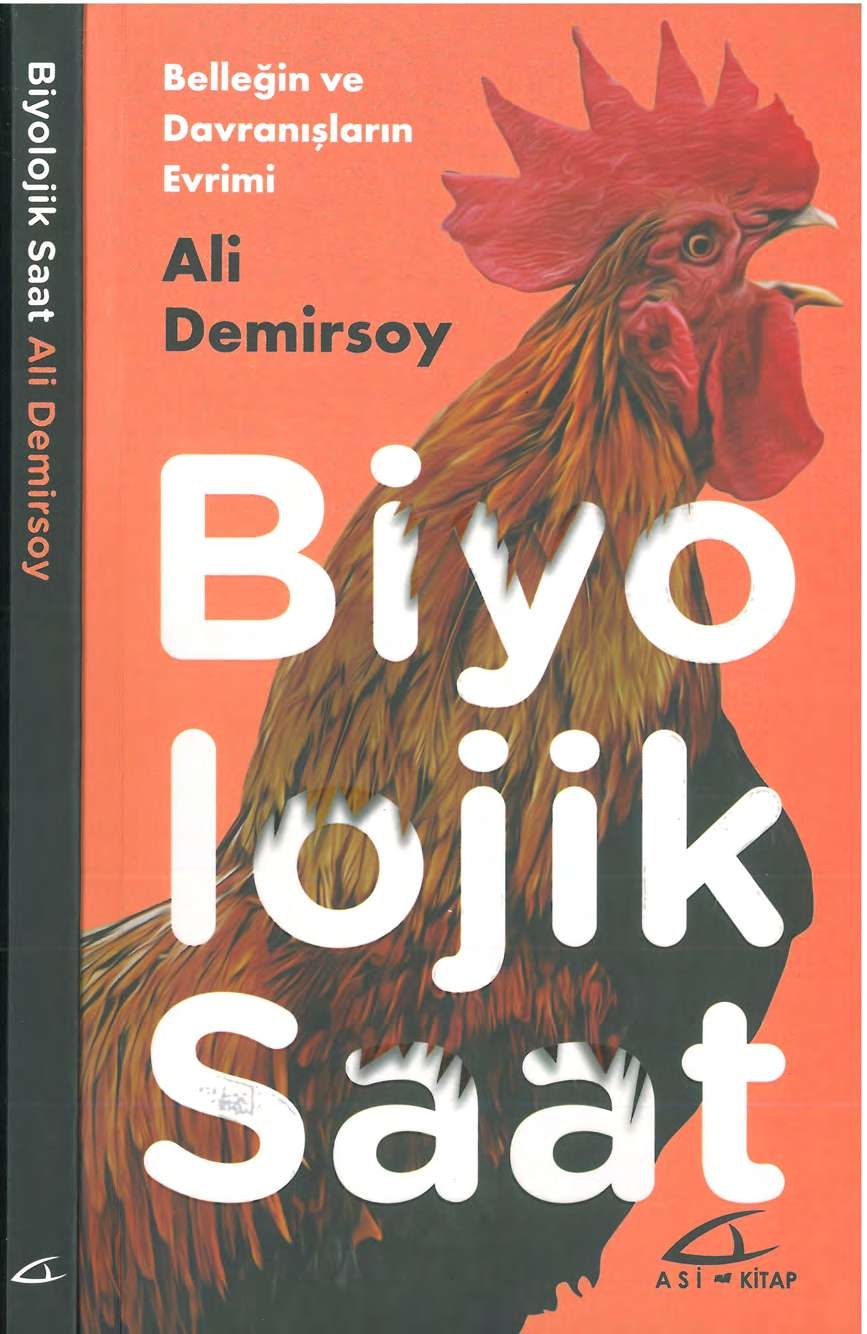 Biyolojik Saat Ali Demirsoy
Belleğin ve
Davranışların
Evrimi
Ali
Demirsoy
Biyo
lojik
Saat
ASİ KİTAP